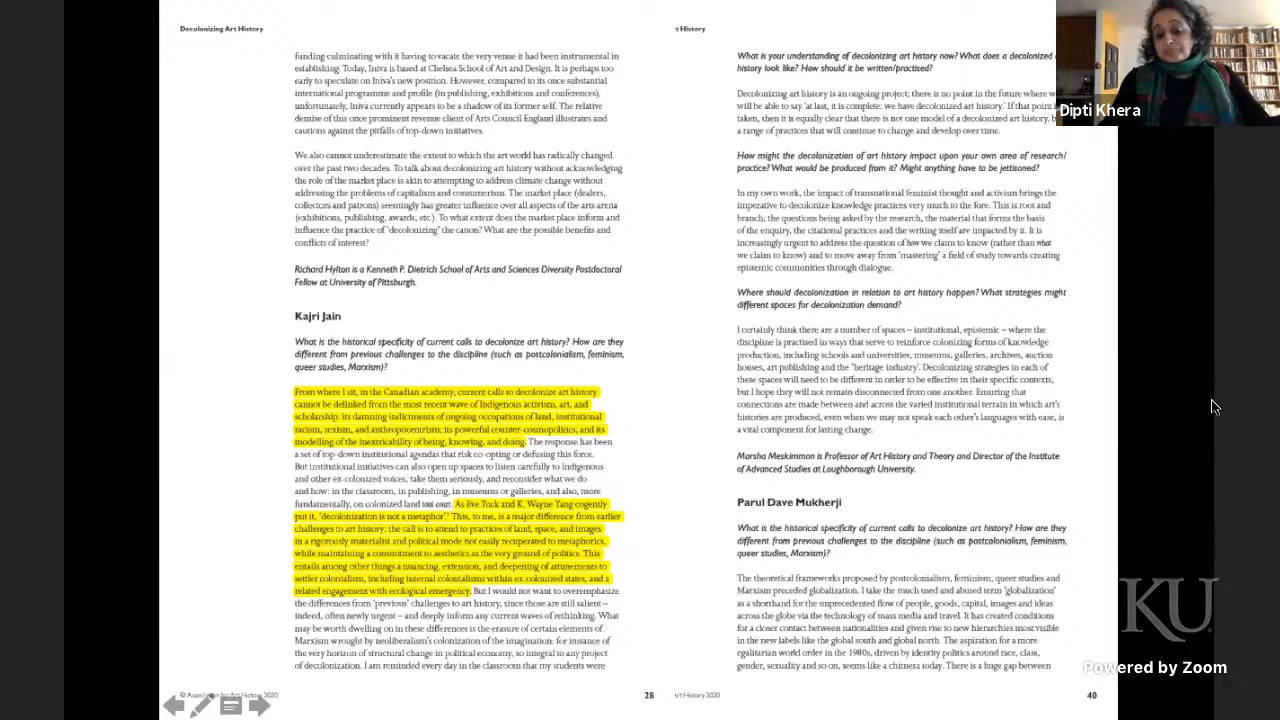 Decolonizing Art History
funding culminating with it having to vacate the very venue it had been instrumental in
establishing. Today, Iniva is based at Chelsea School of Art and Design. It is perhaps too
early to speculate on Iniva's new position. However, compared to its once substantial
international programme and profile (in publishing, exhibitions and conferences),
unfortunately, Iniva currently appears to be a shadow of its former self. The relative
demise of this once prominent revenue client of Arts Council England illustrates and
cautions against the pitfalls of top-down initiatives.
We also cannot underestimate the extent to which the art world has radically changed
over the past two decades. To talk about decolonizing art history without acknowledging
the role of the market place is akin to attempting to address climate change without
addressing the problems of capitalism and consumerism. The market place (dealers,
collectors and patrons) seemingly has greater influence over all aspects of the arts arena
(exhibitions, publishing, awards, etc.). To what extent does the market place inform and
influence the practice of 'decolonizing' the canon? What are the possible benefits and
conflicts of interest?
Richard Hylton is a Kenneth P. Dietrich School of Arts and Sciences Diversity Postdoctoral
Fellow at University of Pittsburgh.
Kajri Jain
What is the historical specificity of current calls to decolonize art history? How are they
different from previous challenges to the discipline (such as postcolonialism, feminism,
queer studies, Marxism)?
From where I sit, in the Canadian academy, current calls to decolonize art history
cannot be delinked from the most recent wave of Indigenous activism, art, and
scholarship: its damning indictments of ongoing occupations of land, institutional
racism, sexism, and anthropocentrism; its powerful counter-cosmopolitics; and its
modelling of the inextricability of being, knowing, and doing. The response has been
a set of top-down institutional agendas that risk co-opting or defusing this force.
But institutional initiatives can also open up spaces to listen carefully to Indigenous
and other ex-colonized voices, take them seriously, and reconsider what we do
and how: in the classroom, in publishing, in museums or galleries, and also, more
fundamentally, on colonized land tout court. As Eve Tuck and K. Wayne Yang cogently
put it, 'decolonization is not a metaphor'. This, to me, is a major difference from earlier
challenges to art history: the call is to attend to practices of land, space, and images
in a rigorously materialist and political mode not easily recuperated to metaphorics,
while maintaining a commitment to aesthetics as the very ground of politics. This
entails among other things a nuancing, extension, and deepening of attunements to
settler colonialism, including internal colonialisms within ex-colonized states, and a
related engagement with ecological emergency. But I would not want to overemphasize
the differences from 'previous' challenges to art history, since those are still salient –
indeed, often newly urgent – and deeply inform any current waves of rethinking. What
may be worth dwelling on in these differences is the erasure of certain elements of
Marxism wrought by neoliberalism's colonization of the imagination: for instance of
the very horizon of structural change in political economy, so integral to any project
of decolonization. I am reminded every day in the classroom that my students were
© Association for Art History 2020
28
t History
What is your understanding of decolonizing art history now? What does a decolonized
history look like? How should it be written/practised?
Decolonizing art history is an ongoing project; there is no point in the future where w
will be able to say 'at last, it is complete: we have decolonized art history.' If that point
taken, then it is equally clear that there is not one model of a decolonized art history, b
a range of practices that will continue to change and develop over time.
How might the decolonization of art history impact upon your own area of research/
practice? What would be produced from it? Might anything have to be jettisoned?
In my own work, the impact of transnational feminist thought and activism brings the
imperative to decolonize knowledge practices very much to the fore. This is root and
branch; the questions being asked by the research, the material that forms the basis
of the enquiry, the citational practices and the writing itself are impacted by it. It is
increasingly urgent to address the question of how we claim to know (rather than what
we claim to know) and to move away from 'mastering' a field of study towards creating
epistemic communities through dialogue.
Where should decolonization in relation to art history happen? What strategies might
different spaces for decolonization demand?
I certainly think there are a number of spaces – institutional, epistemic – where the
discipline is practised in ways that serve to reinforce colonizing forms of knowledge
production, including schools and universities, museums, galleries, archives, auction
houses, art publishing and the 'heritage industry'. Decolonizing strategies in each of
these spaces will need to be different in order to be effective in their specific contexts,
but I hope they will not remain disconnected from one another. Ensuring that
connections are made between and across the varied institutional terrain in which art's
histories are produced, even when we may not speak each other's languages with ease, is
a vital component for lasting change.
Marsha Meskimmon is Professor of Art History and Theory and Director of the Institute
of Advanced Studies at Loughborough University.
Parul Dave Mukherji
What is the historical specificity of current calls to decolonize art history? How are they
different from previous challenges to the discipline (such as postcolonialism, feminism,
queer studies, Marxism)?
The theoretical frameworks proposed by postcolonialism, feminism, queer studies and
Marxism preceded globalization. I take the much used and abused term 'globalization'
as a shorthand for the unprecedented flow of people, goods, capital, images and ideas
across the globe via the technology of mass media and travel. It has created conditions
for a closer contact between nationalities and given rise to new hierarchies most visible
in the new labels like the global south and global north. The aspiration for a more
egalitarian world order in the 1980s, driven by identity politics around race, class,
gender, sexuality and so on, seems like a chimera today. There is a huge gap between
rt History 2020
40
Dipti Khera
KU
Powered by Zoom